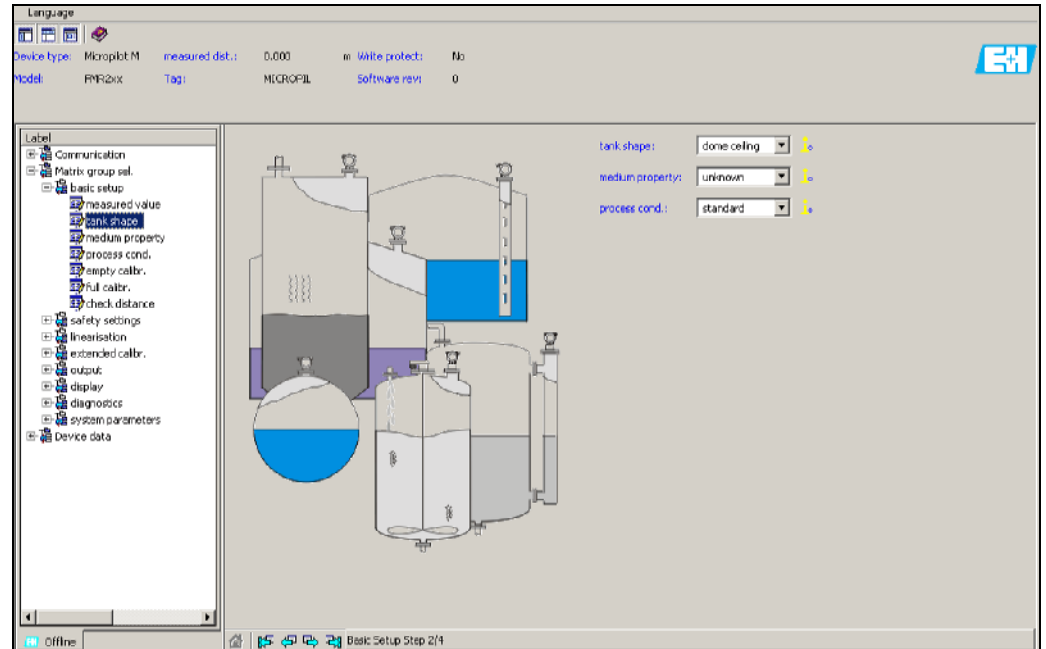 Language
Device type: Micropilot M measured dist.: 0.000 m Write protect: No
Model: FMR2xx Tag: MICROPIL Software rev: 0
E+H
Label
Communication
Matrix group sel.
basic setup
measured value
tank shape
medium property
process cond.
empty calibr.
full calibr.
check distance
safety settings
linearisation
extended calibr.
output
display
diagnostics
system parameters
Device data
tank shape: dome ceiling
medium property: unknown
process cond.: standard
Offline
Basic Setup Step 2/4